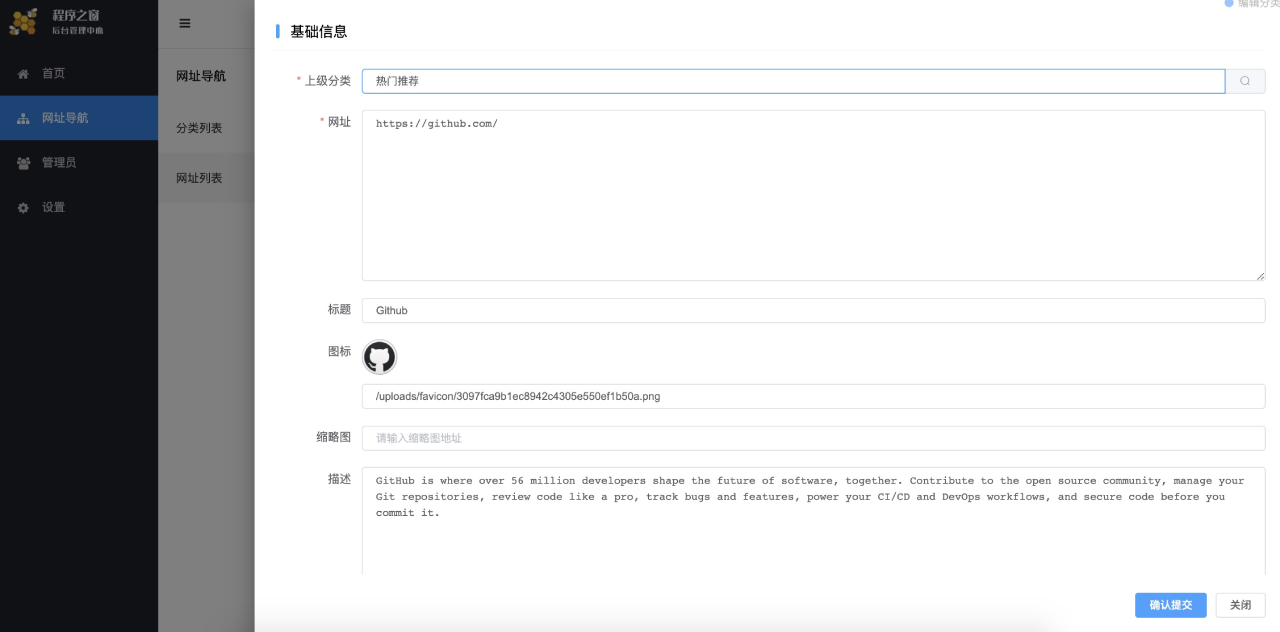 程序之窗
后台管理中心
首页
网址导航
管理员
设置
网址导航
分类列表
网址列表
编辑分类
基础信息
* 上级分类
热门推荐
* 网址
https://github.com/
标题
Github
图标
/uploads/favicon/3097fca9b1ec8942c4305e550ef1b50a.png
缩略图
请输入缩略图地址
描述
GitHub is where over 56 million developers shape the future of software, together. Contribute to the open source community, manage your
Git repositories, review code like a pro, track bugs and features, power your CI/CD and DevOps workflows, and secure code before you
commit it.
确认提交
关闭